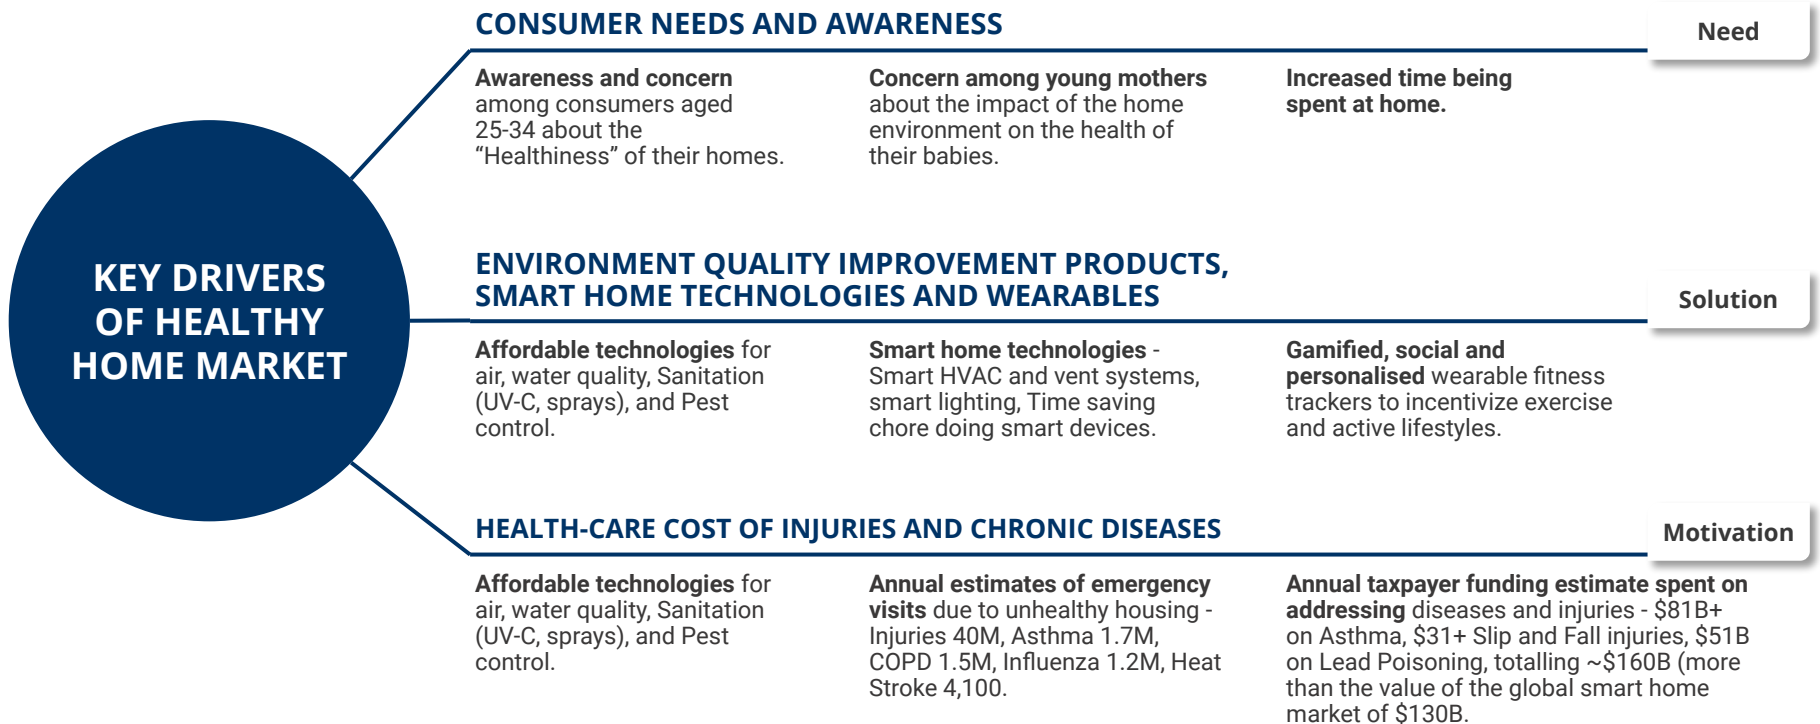 KEY DRIVERS
OF HEALTHY
HOME MARKET
CONSUMER NEEDS AND AWARENESS
Need
Awareness and concern
among consumers aged
25-34 about the
“Healthiness” of their homes.
Concern among young mothers
about the impact of the home
environment on the health of
their babies.
Increased time being
spent at home.
ENVIRONMENT QUALITY IMPROVEMENT PRODUCTS,
SMART HOME TECHNOLOGIES AND WEARABLES
Solution
Affordable technologies for
air, water quality, Sanitation
(UV-C, sprays), and Pest
control.
Smart home technologies -
Smart HVAC and vent systems,
smart lighting, Time saving
chore doing smart devices.
Gamified, social and
personalised wearable fitness
trackers to incentivize exercise
and active lifestyles.
HEALTH-CARE COST OF INJURIES AND CHRONIC DISEASES
Motivation
Affordable technologies for
air, water quality, Sanitation
(UV-C, sprays), and Pest
control.
Annual estimates of emergency
visits due to unhealthy housing -
Injuries 40M, Asthma 1.7M,
COPD 1.5M, Influenza 1.2M, Heat
Stroke 4,100.
Annual taxpayer funding estimate spent on
addressing diseases and injuries - $81B+
on Asthma, $31+ Slip and Fall injuries, $51B
on Lead Poisoning, totalling ~$160B (more
than the value of the global smart home
market of $130B.